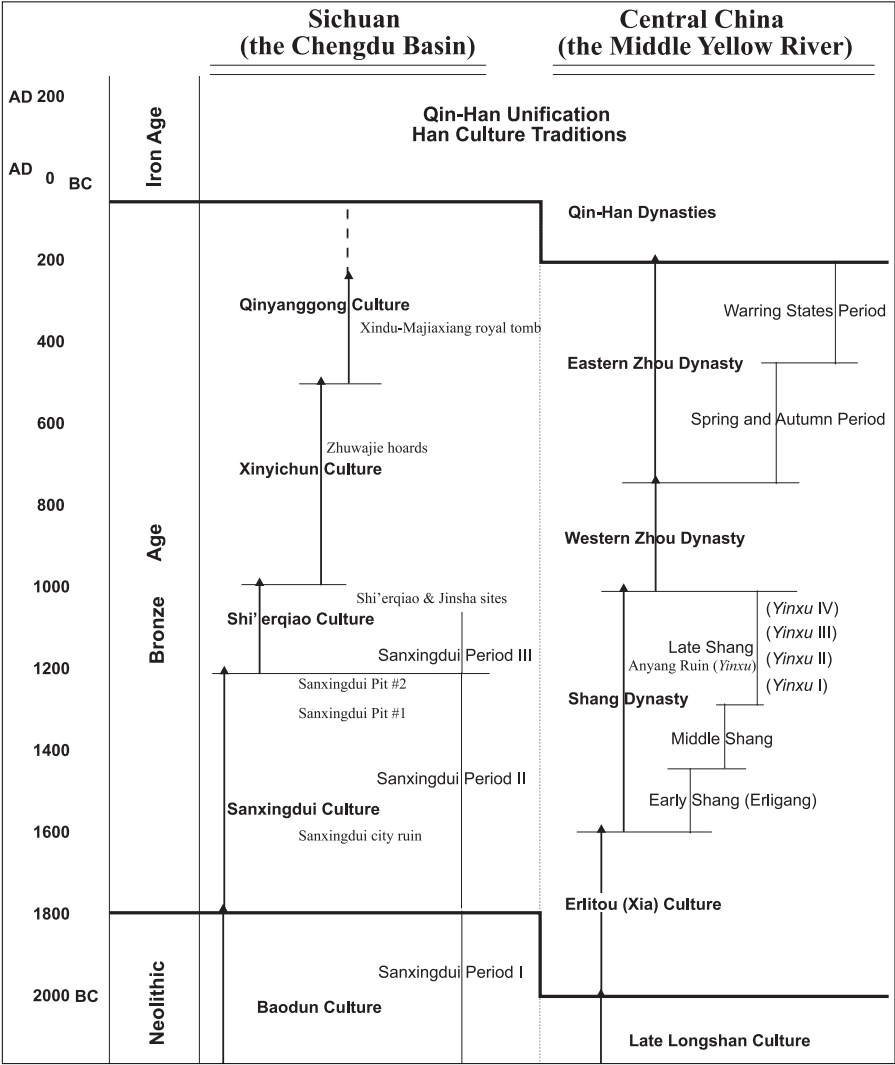 Sichuan
(the Chengdu Basin)
Central China
(the Middle Yellow River)
AD 200
AD 0 BC
200
400
600
800
1000
1200
1400
1600
1800
2000 BC
Iron Age
Bronze Age
Neolithic
Qin-Han Unification
Han Culture Traditions
Qinyanggong Culture
Xindu-Majiaxiang royal tomb
Zhuwajie hoards
Xinyichun Culture
Shi'erqiao & Jinsha sites
Shi'erqiao Culture
Sanxingdui Period III
Sanxingdui Pit #2
Sanxingdui Pit #1
Sanxingdui Period II
Sanxingdui Culture
Sanxingdui city ruin
Sanxingdui Period I
Baodun Culture
Qin-Han Dynasties
Warring States Period
Eastern Zhou Dynasty
Spring and Autumn Period
Western Zhou Dynasty
(Yinxu IV)
(Yinxu III)
Late Shang
(Yinxu II)
Anyang Ruin (Yinxu)
(Yinxu I)
Shang Dynasty
Middle Shang
Early Shang (Erligang)
Erlitou (Xia) Culture
Late Longshan Culture